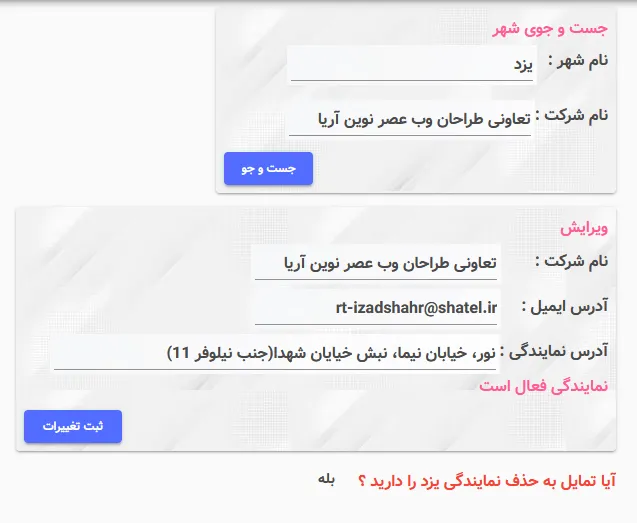 جست و جوی شهر
نام شهر : یزد
نام شرکت : تعاونی طراحان وب عصر نوین آریا
جست و جو
ویرایش
نام شرکت : تعاونی طراحان وب عصر نوین آریا
آدرس ایمیل : rt-izadshahr@shatel.ir
آدرس نمایندگی : نور، خیابان نیما، نبش خیایان شهدا(جنب نیلوفر 11)
نمایندگی فعال است
ثبت تغییرات
آیا تمایل به حذف نمایندگی یزد را دارید ؟ بله